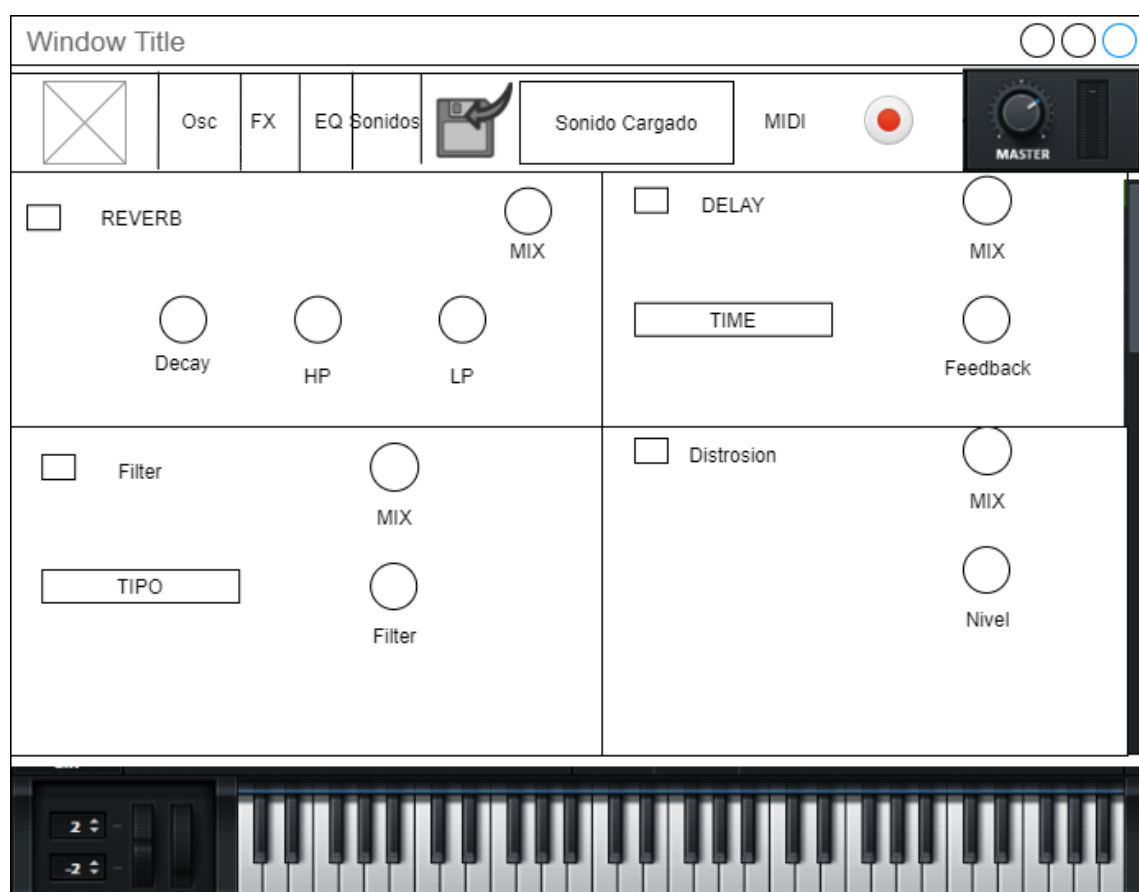 Window Title
Osc FX EQ Sonidos Sonido Cargado MIDI
MASTER
REVERB
MIX
Decay HP LP
DELAY
MIX
TIME
Feedback
Filter
MIX
TIPO
Filter
Distrosion
MIX
Nivel
2
-2